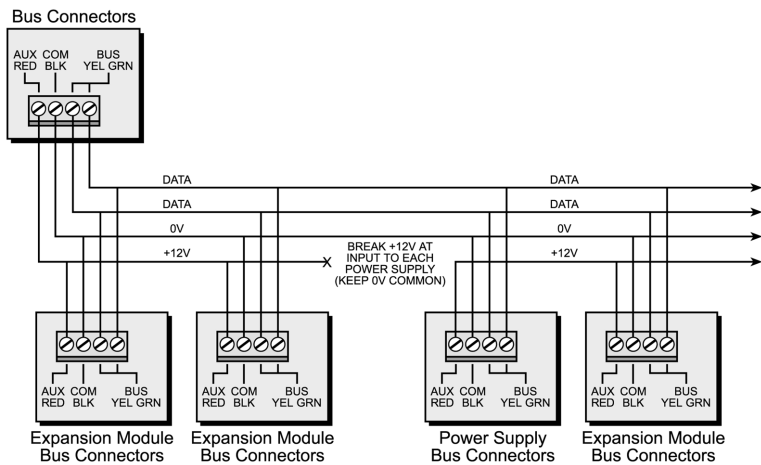 Bus Connectors
AUX COM BUS
RED BLK YEL GRN
DATA DATA
DATA DATA
0V 0V
+12V +12V
X
BREAK +12V AT
INPUT TO EACH
POWER SUPPLY
(KEEP 0V COMMON)
AUX COM BUS
RED BLK YEL GRN
Expansion Module
Bus Connectors
AUX COM BUS
RED BLK YEL GRN
Expansion Module
Bus Connectors
AUX COM BUS
RED BLK YEL GRN
Power Supply
Bus Connectors
AUX COM BUS
RED BLK YEL GRN
Expansion Module
Bus Connectors